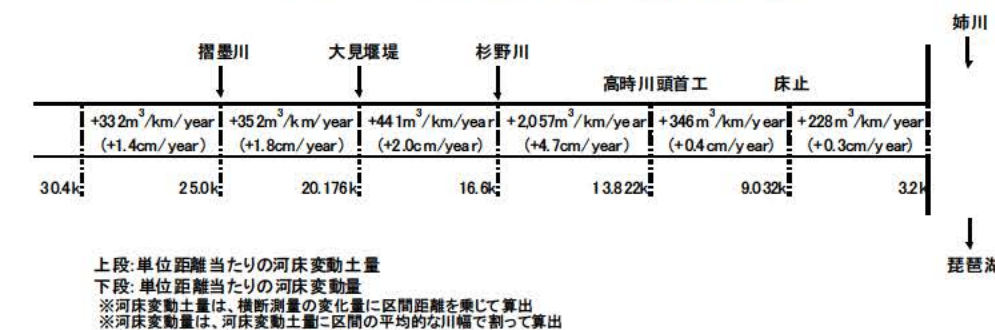 姉川
摺墨川 大見堰堤 杉野川
高時川頭首工 床止
+332m³/km/year +352m³/km/year +441m³/km/year +2,057m³/km/year +346m³/km/year +228m³/km/year
(+1.4cm/year) (+1.8cm/year) (+2.0cm/year) (+4.7cm/year) (+0.4cm/year) (+0.3cm/year)
30.4k 25.0k 20.176k 16.6k 13.822k 9.032k 3.2k
琵琶湖
上段:単位距離当たりの河床変動土量
下段:単位距離当たりの河床変動量
※河床変動土量は、横断測量の変化量に区間距離を乗じて算出
※河床変動量は、河床変動土量に区間の平均的な川幅で割って算出